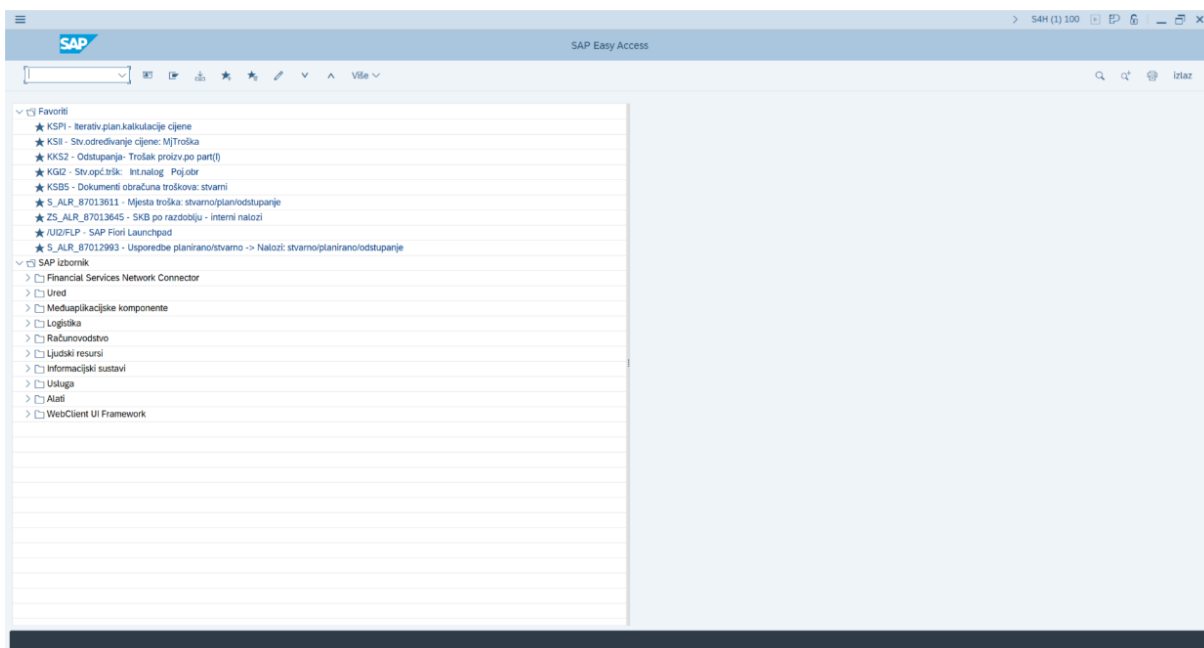 S4H (1) 100
SAP
SAP Easy Access
Više
izlaz
Favoriti
KSPI - Iterativ.plan.kalkulacije cijene
KSII - Stv.određivanje cijene: MjTroška
KKS2 - Odstupanja- Trošak proizv.po part(I)
KGI2 - Stv.opć.tršk: Int.nalog Poj.obr
KSB5 - Dokumenti obračuna troškova: stvarni
S_ALR_87013611 - Mjesta troška: stvarno/plan/odstupanje
ZS_ALR_87013645 - SKB po razdoblju - interni nalozi
/UI2/FLP - SAP Fiori Launchpad
S_ALR_87012993 - Usporedbe planirano/stvarno -> Nalozi: stvarno/planirano/odstupanje
SAP izbornik
Financial Services Network Connector
Ured
Međuaplikacijske komponente
Logistika
Računovodstvo
Ljudski resursi
Informacijski sustavi
Usluga
Alati
WebClient UI Framework